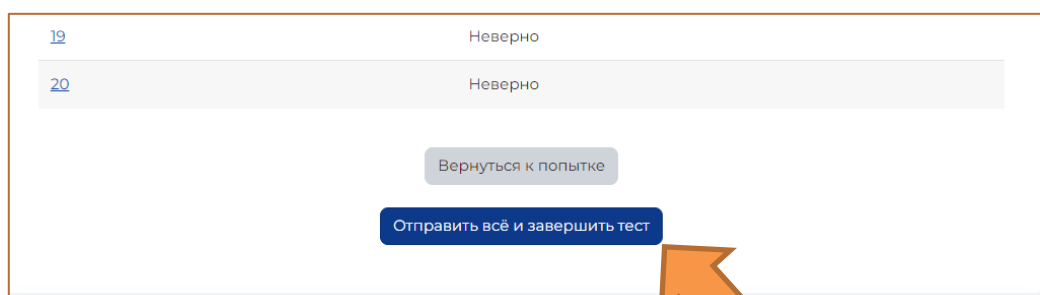 19 Неверно
20 Неверно
Вернуться к попытке
Отправить всё и завершить тест